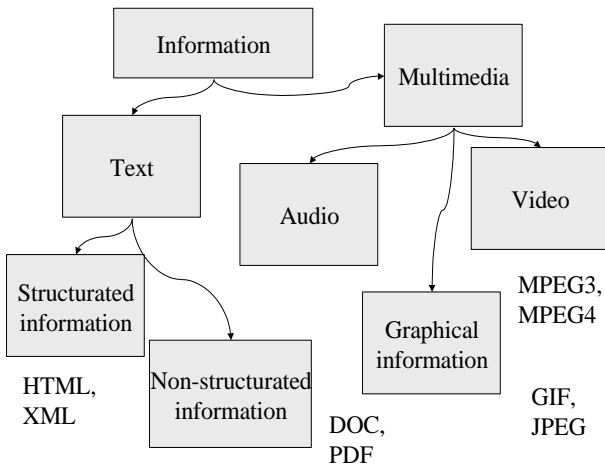 Information
Multimedia
Text
Audio
Video
Structurated
information
MPEG3,
MPEG4
Graphical
information
Non-structurated
information
HTML,
XML
GIF,
JPEG
DOC,
PDF